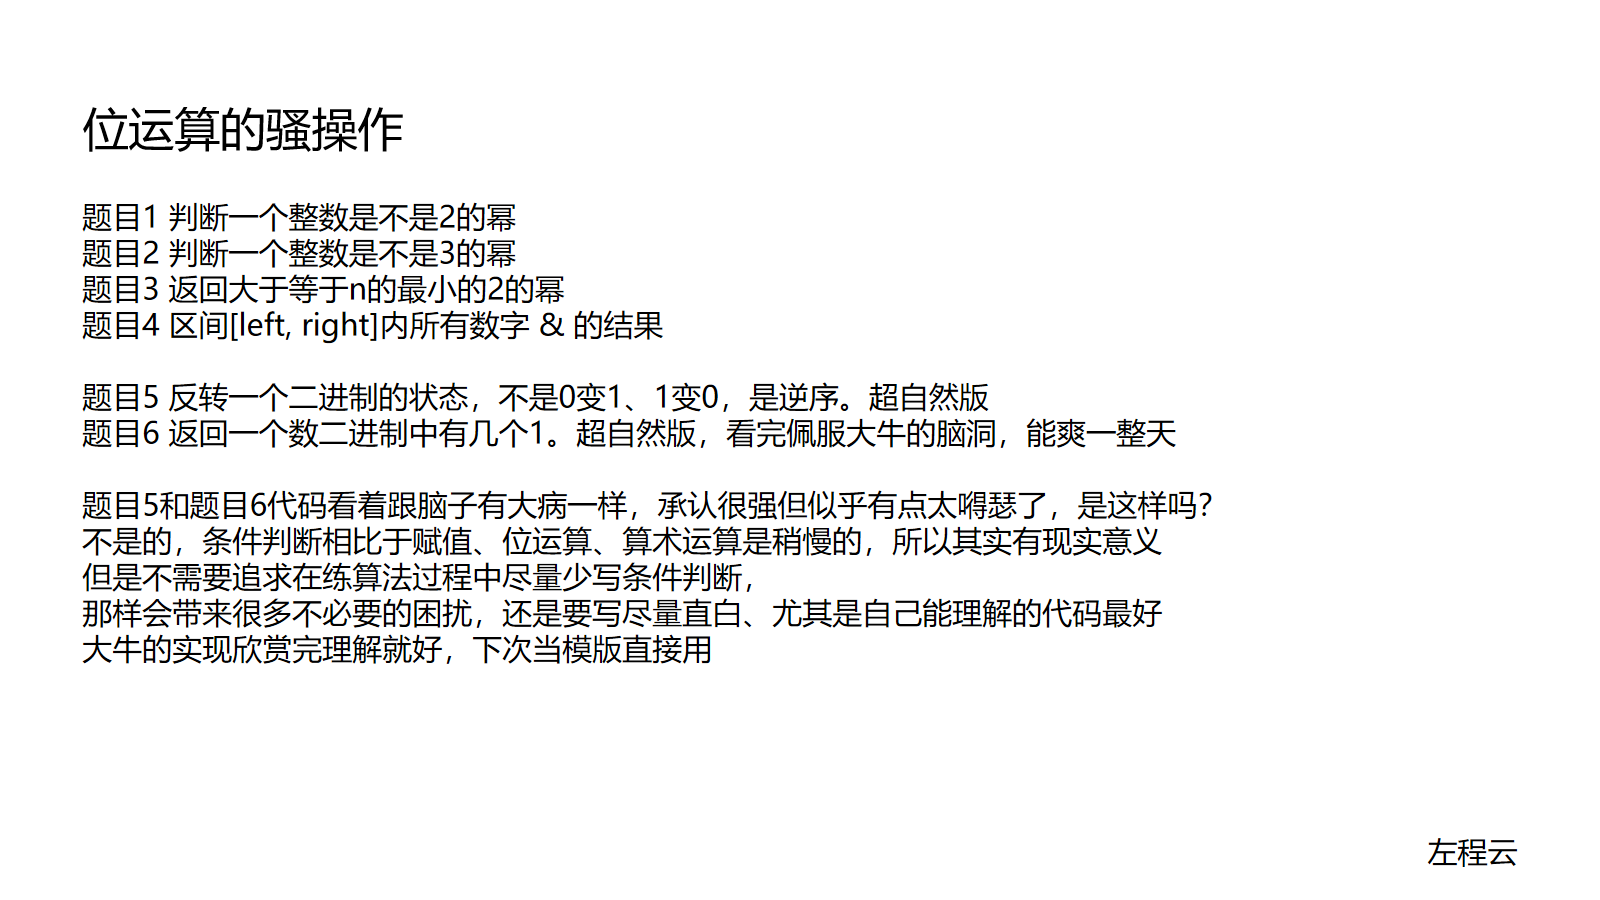 位运算的骚操作
题目1 判断一个整数是不是2的幂
题目2 判断一个整数是不是3的幂
题目3 返回大于等于n的最小的2的幂
题目4 区间[left, right]内所有数字 & 的结果
题目5 反转一个二进制的状态，不是0变1、1变0，是逆序。超自然版
题目6 返回一个数二进制中有几个1。超自然版，看完佩服大牛的脑洞，能爽一整天
题目5和题目6代码看着跟脑子有大病一样，承认很强但似乎有点太嘚瑟了，是这样吗？
不是的，条件判断相比于赋值、位运算、算术运算是稍慢的，所以其实有现实意义
但是不需要追求在练算法过程中尽量少写条件判断，
那样会带来很多不必要的困扰，还是要写尽量直白、尤其是自己能理解的代码最好
大牛的实现欣赏完理解就好，下次当模版直接用
左程云